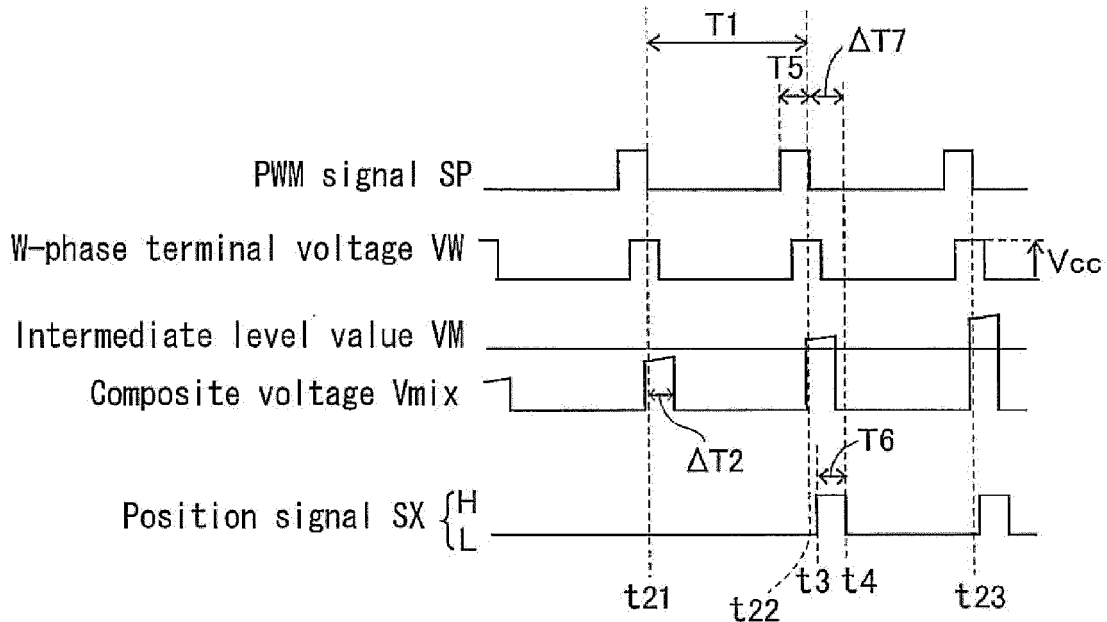 T1
ΔT7
T5
PWM signal SP
W-phase terminal voltage VW
Vcc
Intermediate level value VM
Composite voltage Vmix
ΔT2
T6
Position signal SX { H
L
t21
t22
t3
t4
t23